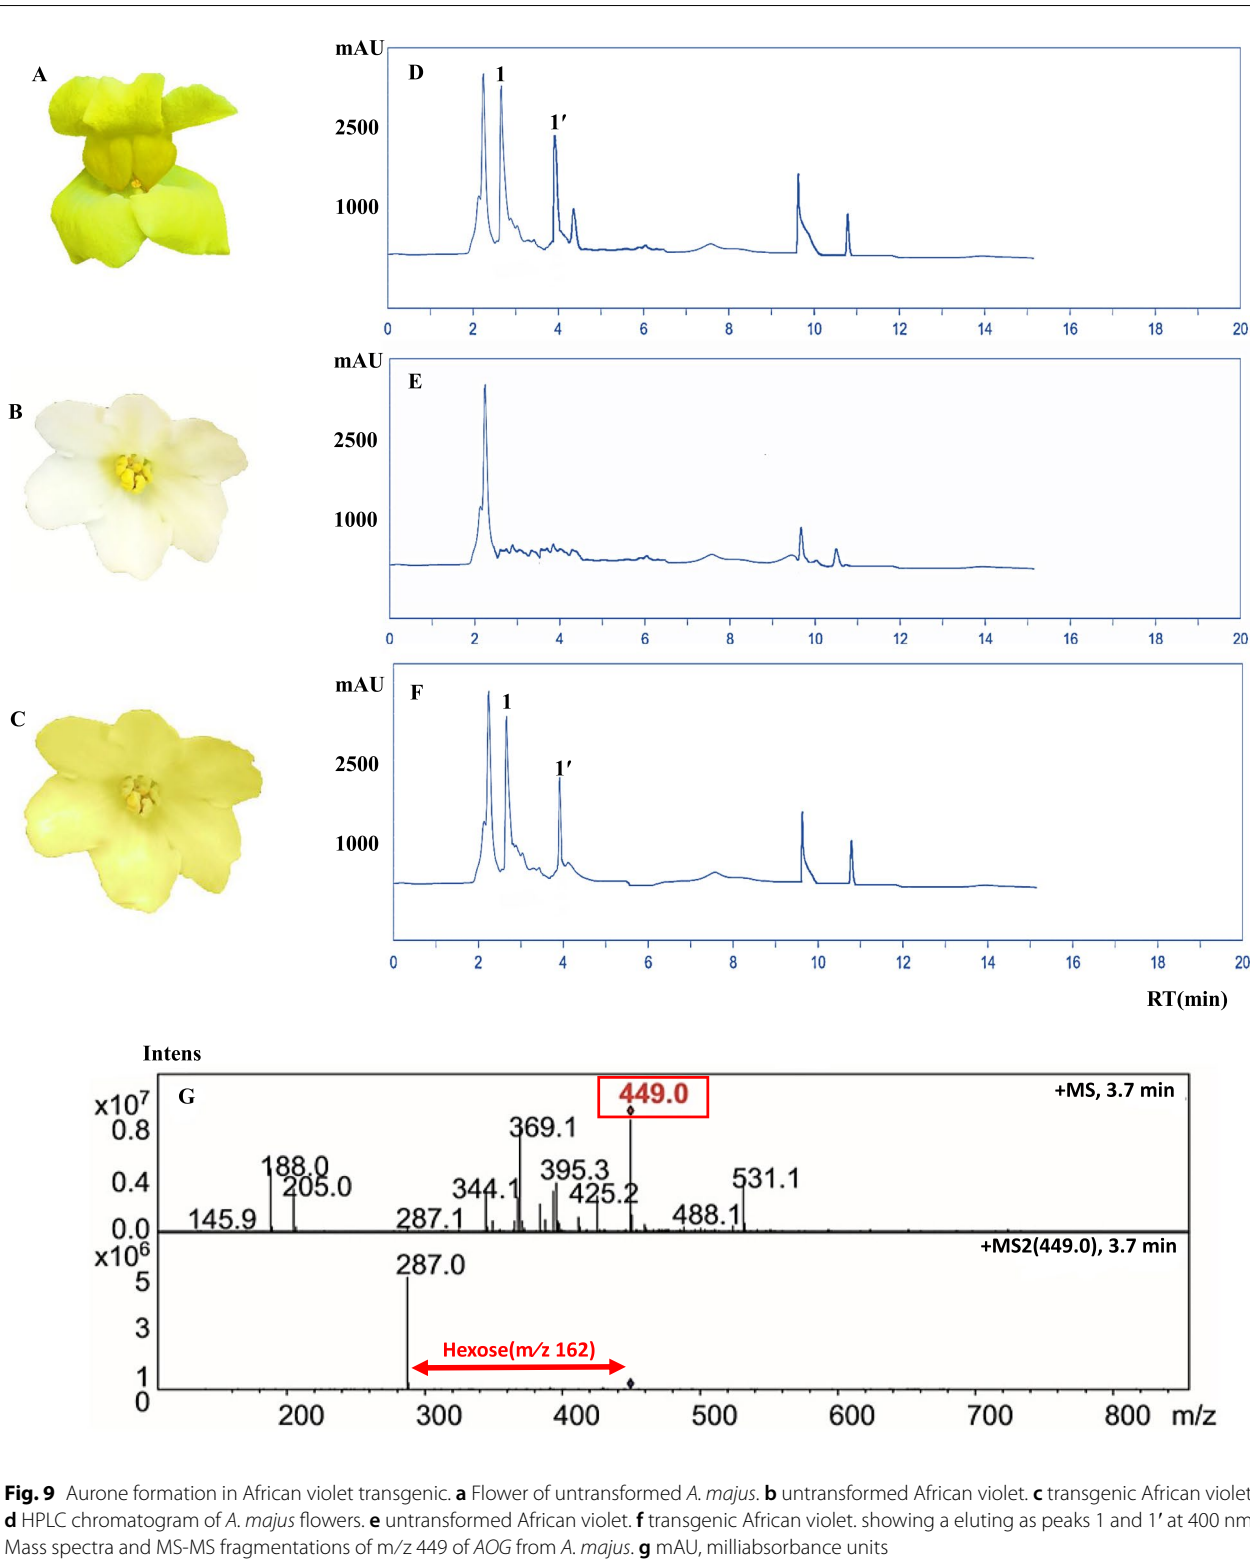 mAU
A
D
1
1′
2500
1000
0 2 4 6 8 10 12 14 16 18 20
mAU
B
E
2500
1000
0 2 4 6 8 10 12 14 16 18 20
mAU
C
F
1
1′
2500
1000
0 2 4 6 8 10 12 14 16 18 20
RT(min)
Intens
G
449.0
+MS, 3.7 min
x10⁷
0.8
369.1
188.0
395.3
0.4
205.0
344.1
425.2
531.1
0.0
145.9
287.1
488.1
x10⁶
+MS2(449.0), 3.7 min
287.0
5
3
Hexose(m/z 162)
1
0
200 300 400 500 600 700 800 m/z
Fig. 9 Aurone formation in African violet transgenic. a Flower of untransformed A. majus. b untransformed African violet. c transgenic African violet
d HPLC chromatogram of A. majus flowers. e untransformed African violet. f transgenic African violet. showing a eluting as peaks 1 and 1′ at 400 nm
Mass spectra and MS-MS fragmentations of m/z 449 of AOG from A. majus. g mAU, milliabsorbance units